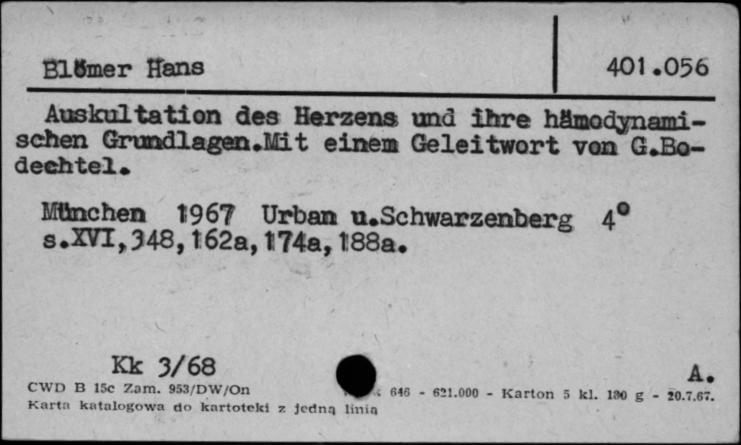 Blömer Hans
401.056
Auskultation des Herzens und ihre hämodynami-
schen Grundlagen.Mit einem Geleitwort von G.Bo-
dechtel.
München 1967 Urban u.Schwarzenberg 4°
s.XVI,348,162a,174a,188a.
Kk 3/68
A.
CWD B 15c Zam. 953/DW/On 646 - 621.000 - Karton 5 kl. 180 g - 20.7.67.
Karta katalogowa do kartoteki z jedną linią